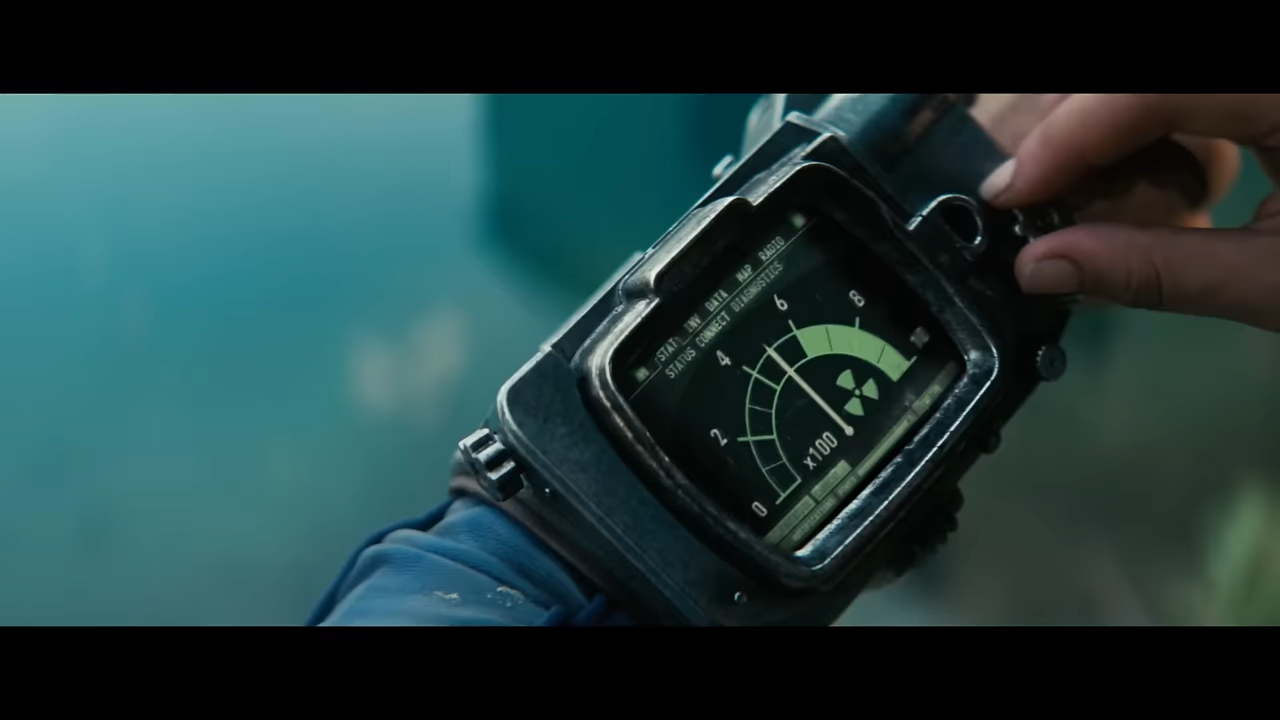 STAT INV DATA MAP RADIO
STATUS CONNECT DIAGNOSTICS
0 2 4 6 8
x100